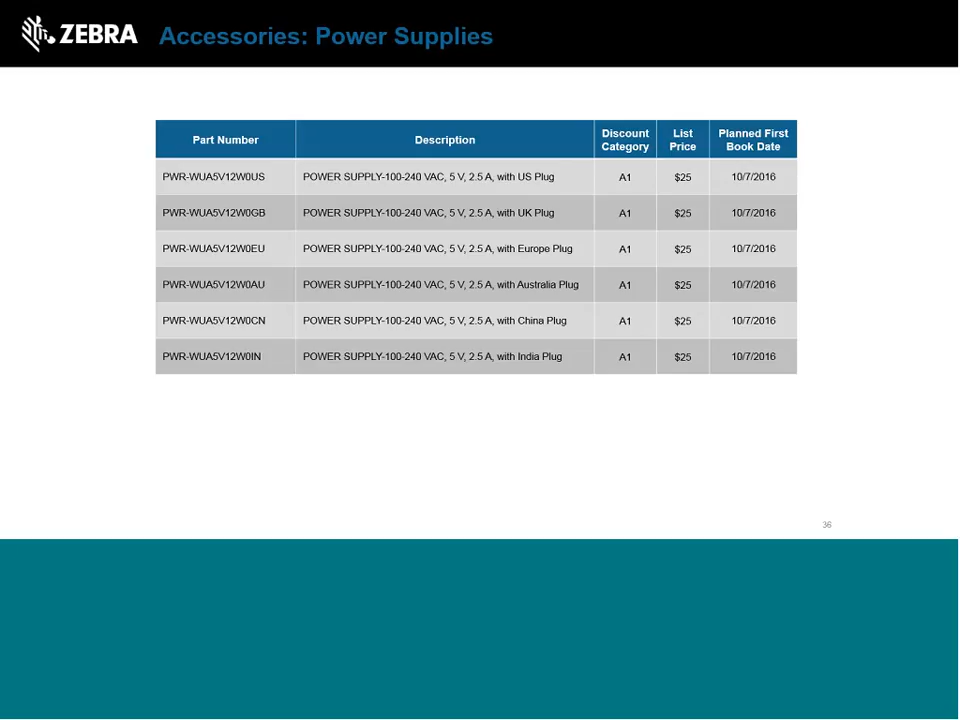 ZEBRA Accessories: Power Supplies
Part Number Description Discount Category List Price Planned First Book Date
PWR-WUA5V12W0US POWER SUPPLY-100-240 VAC, 5 V, 2.5 A, with US Plug A1 $25 10/7/2016
PWR-WUA5V12W0GB POWER SUPPLY-100-240 VAC, 5 V, 2.5 A, with UK Plug A1 $25 10/7/2016
PWR-WUA5V12W0EU POWER SUPPLY-100-240 VAC, 5 V, 2.5 A, with Europe Plug A1 $25 10/7/2016
PWR-WUA5V12W0AU POWER SUPPLY-100-240 VAC, 5 V, 2.5 A, with Australia Plug A1 $25 10/7/2016
PWR-WUA5V12W0CN POWER SUPPLY-100-240 VAC, 5 V, 2.5 A, with China Plug A1 $25 10/7/2016
PWR-WUA5V12W0IN POWER SUPPLY-100-240 VAC, 5 V, 2.5 A, with India Plug A1 $25 10/7/2016
36